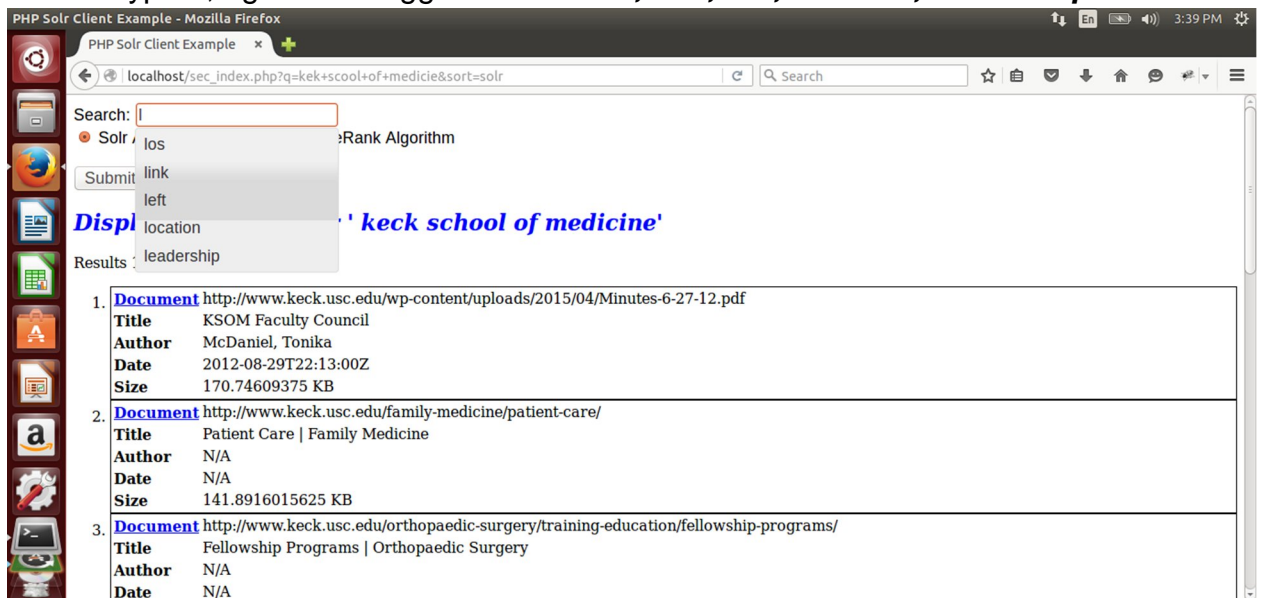 PHP Solr Client Example - Mozilla Firefox
En
3:39 PM
PHP Solr Client Example ×
localhost/sec_index.php?q=kek+scool+of+medicie&sort=solr
Search
Search: l
Solr
Rank Algorithm
los
link
left
location
leadership
Submit
Displ ' keck school of medicine'
Results
1. Document http://www.keck.usc.edu/wp-content/uploads/2015/04/Minutes-6-27-12.pdf
Title KSOM Faculty Council
Author McDaniel, Tonika
Date 2012-08-29T22:13:00Z
Size 170.74609375 KB
2. Document http://www.keck.usc.edu/family-medicine/patient-care/
Title Patient Care | Family Medicine
Author N/A
Date N/A
Size 141.8916015625 KB
3. Document http://www.keck.usc.edu/orthopaedic-surgery/training-education/fellowship-programs/
Title Fellowship Programs | Orthopaedic Surgery
Author N/A
Date N/A